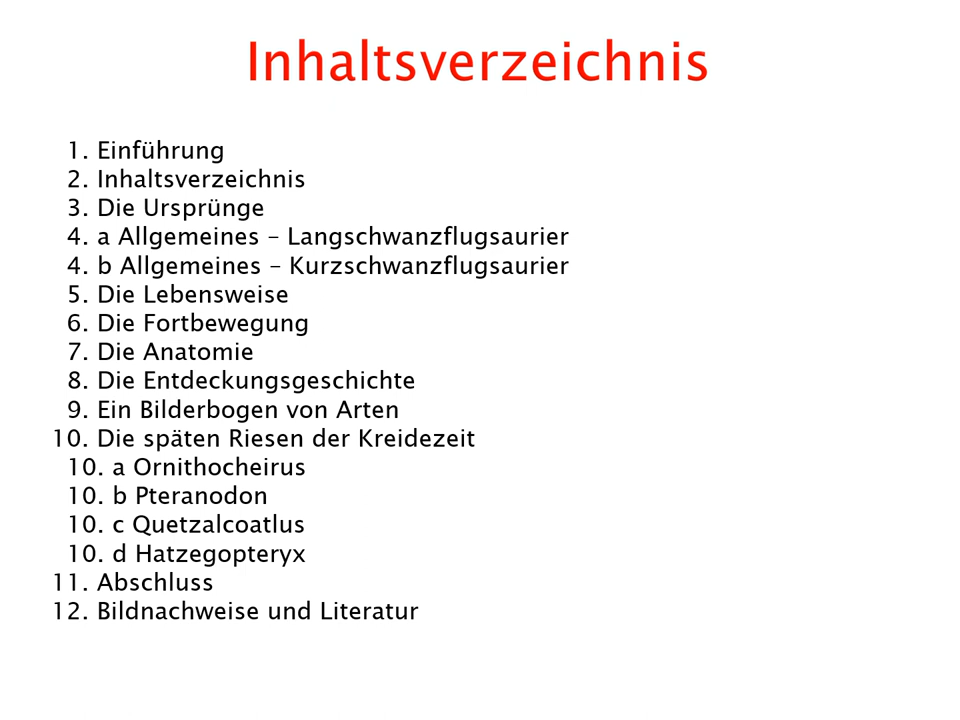 Inhaltsverzeichnis
1. Einführung
2. Inhaltsverzeichnis
3. Die Ursprünge
4. a Allgemeines – Langschwanzflugsaurier
4. b Allgemeines – Kurzschwanzflugsaurier
5. Die Lebensweise
6. Die Fortbewegung
7. Die Anatomie
8. Die Entdeckungsgeschichte
9. Ein Bilderbogen von Arten
10. Die späten Riesen der Kreidezeit
10. a Ornithocheirus
10. b Pteranodon
10. c Quetzalcoatlus
10. d Hatzegopteryx
11. Abschluss
12. Bildnachweise und Literatur